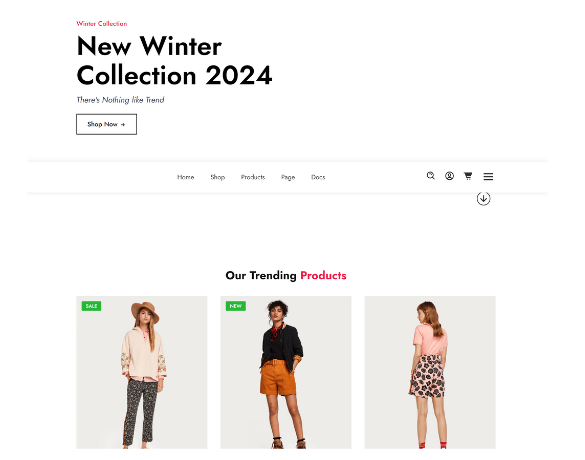 Winter Collection
New Winter
Collection 2024
There's Nothing like Trend
Shop Now →
Home Shop Products Page Docs
Our Trending Products
SALE
NEW